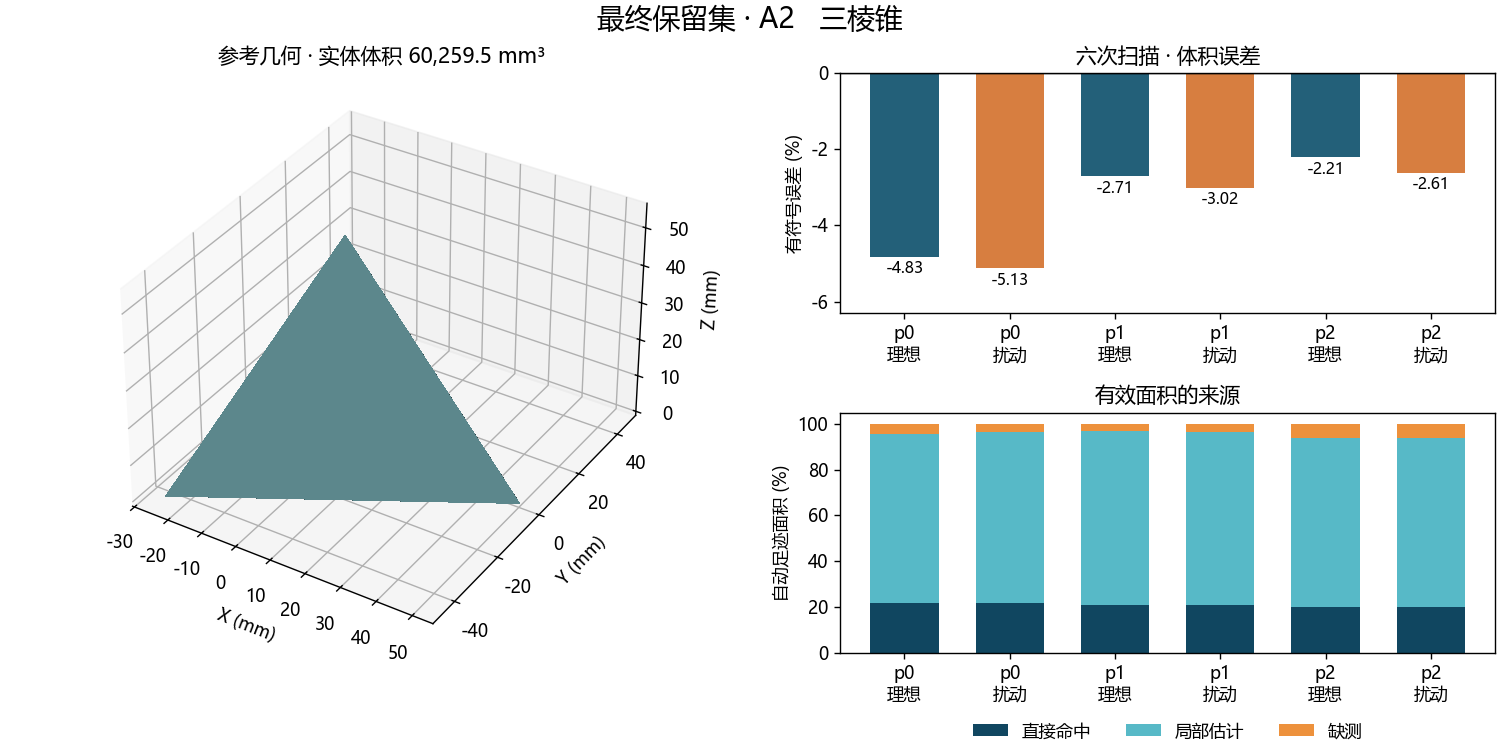 最终保留集 · A2 三棱锥
参考几何 · 实体体积 60,259.5 mm³
50
40
30
20
10
0
Z (mm)
-30
-20
-10
0
10
20
30
40
50
X (mm)
-40
-20
0
20
40
Y (mm)
六次扫描 · 体积误差
有符号误差 (%)
0
-2
-4
-6
-4.83
-5.13
-2.71
-3.02
-2.21
-2.61
p0 p0 p1 p1 p2 p2
理想 扰动 理想 扰动 理想 扰动
有效面积的来源
自动足迹面积 (%)
100
80
60
40
20
0
p0 p0 p1 p1 p2 p2
理想 扰动 理想 扰动 理想 扰动
直接命中 局部估计 缺测